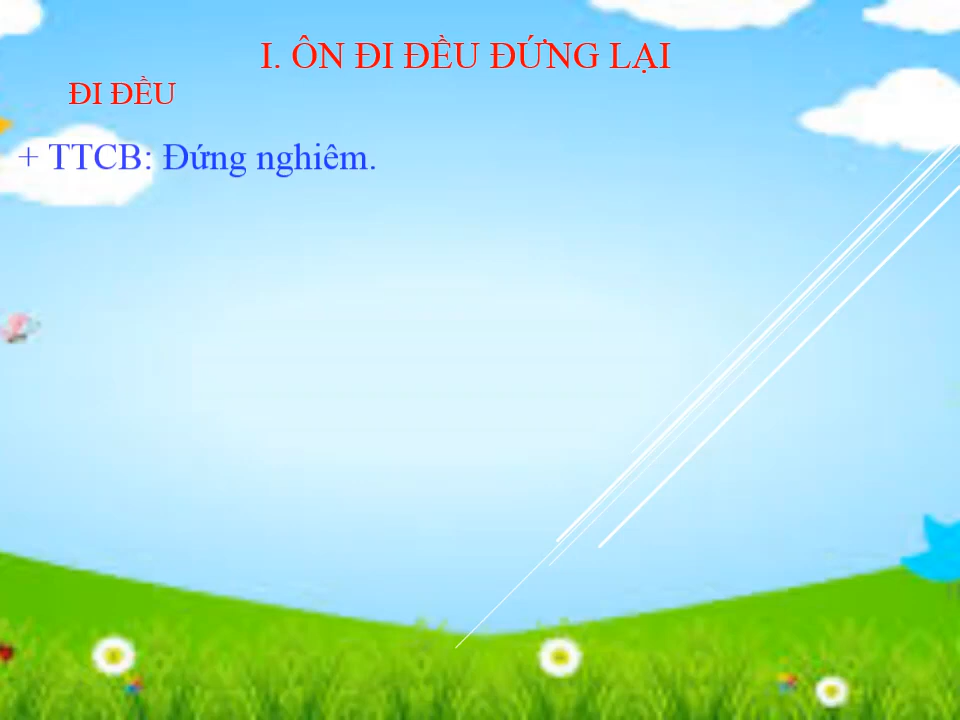 I. ÔN ĐI ĐỀU ĐỨNG LẠI
ĐI ĐỀU
+ TTCB: Đứng nghiêm.